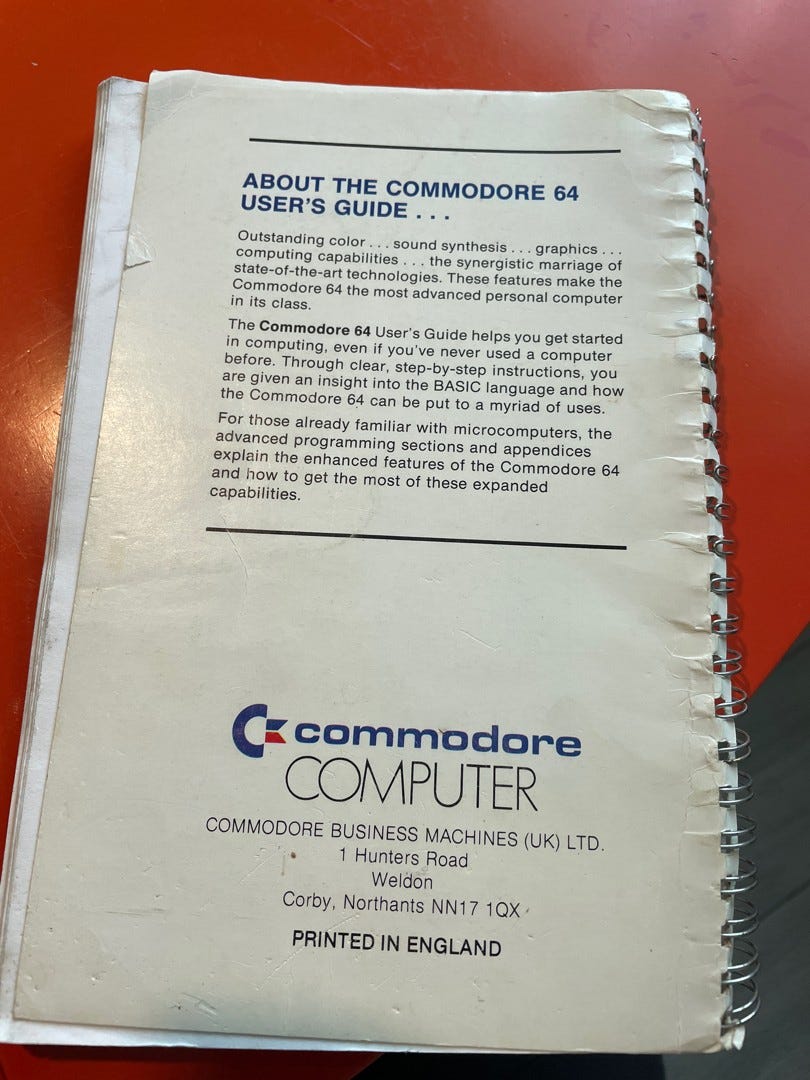 ABOUT THE COMMODORE 64
USER'S GUIDE . . .
Outstanding color . . . sound synthesis . . . graphics . . .
computing capabilities . . . the synergistic marriage of
state-of-the-art technologies. These features make the
Commodore 64 the most advanced personal computer
in its class.
The Commodore 64 User's Guide helps you get started
in computing, even if you've never used a computer
before. Through clear, step-by-step instructions, you
are given an insight into the BASIC language and how
the Commodore 64 can be put to a myriad of uses.
For those already familiar with microcomputers, the
advanced programming sections and appendices
explain the enhanced features of the Commodore 64
and how to get the most of these expanded
capabilities.
commodore
COMPUTER
COMMODORE BUSINESS MACHINES (UK) LTD.
1 Hunters Road
Weldon
Corby, Northants NN17 1QX
PRINTED IN ENGLAND